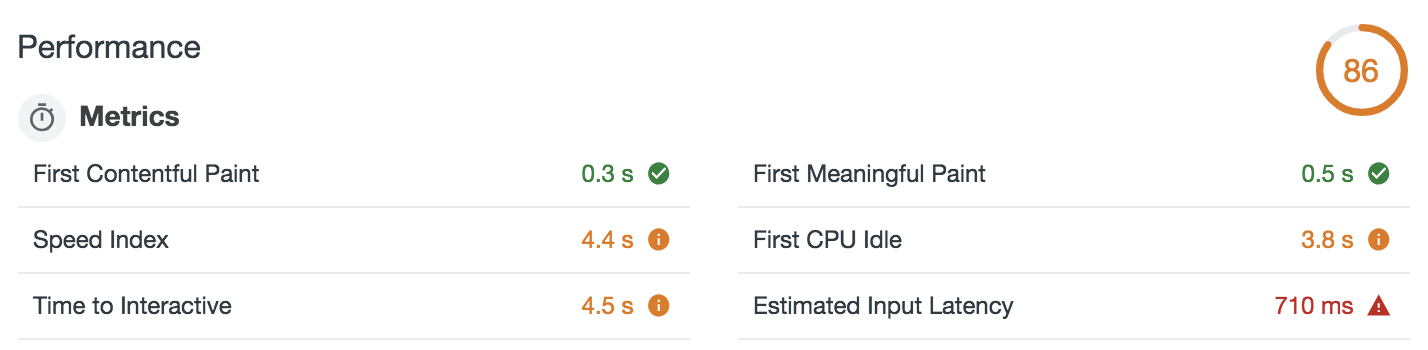 Performance
86
Metrics
First Contentful Paint 0.3 s
First Meaningful Paint 0.5 s
Speed Index 4.4 s
First CPU Idle 3.8 s
Time to Interactive 4.5 s
Estimated Input Latency 710 ms